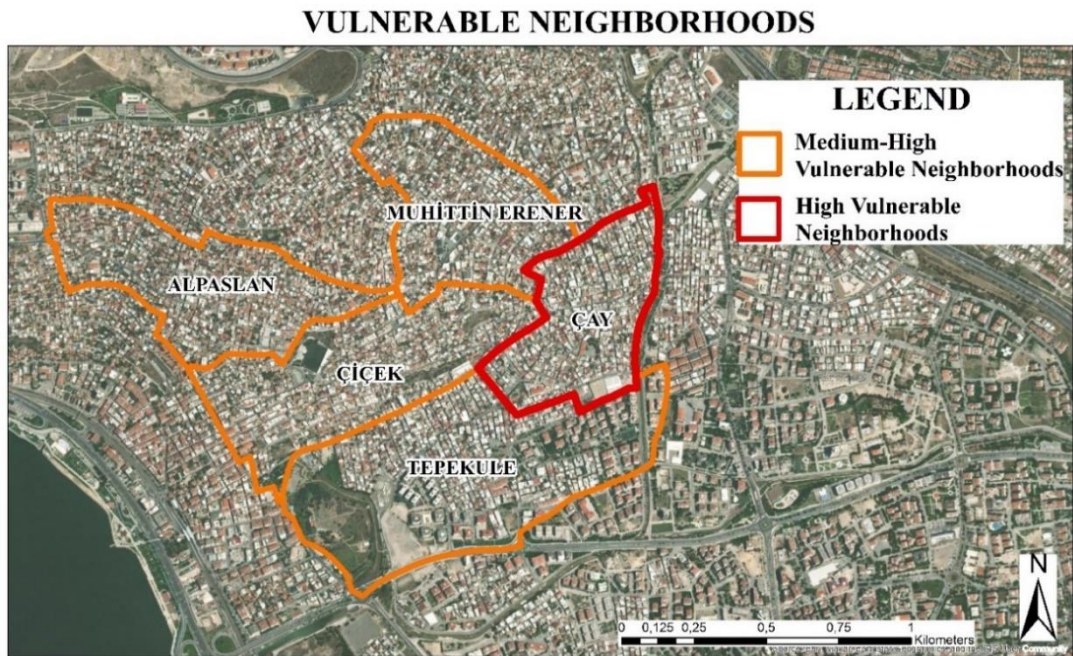 VULNERABLE NEIGHBORHOODS
LEGEND
Medium-High
Vulnerable Neighborhoods
High Vulnerable
Neighborhoods
MUHİTTİN ERENER
ALPASLAN
ÇAY
ÇİÇEK
TEPEKULE
N
0 0,125 0,25 0,5 0,75 1
Kilometers
Community